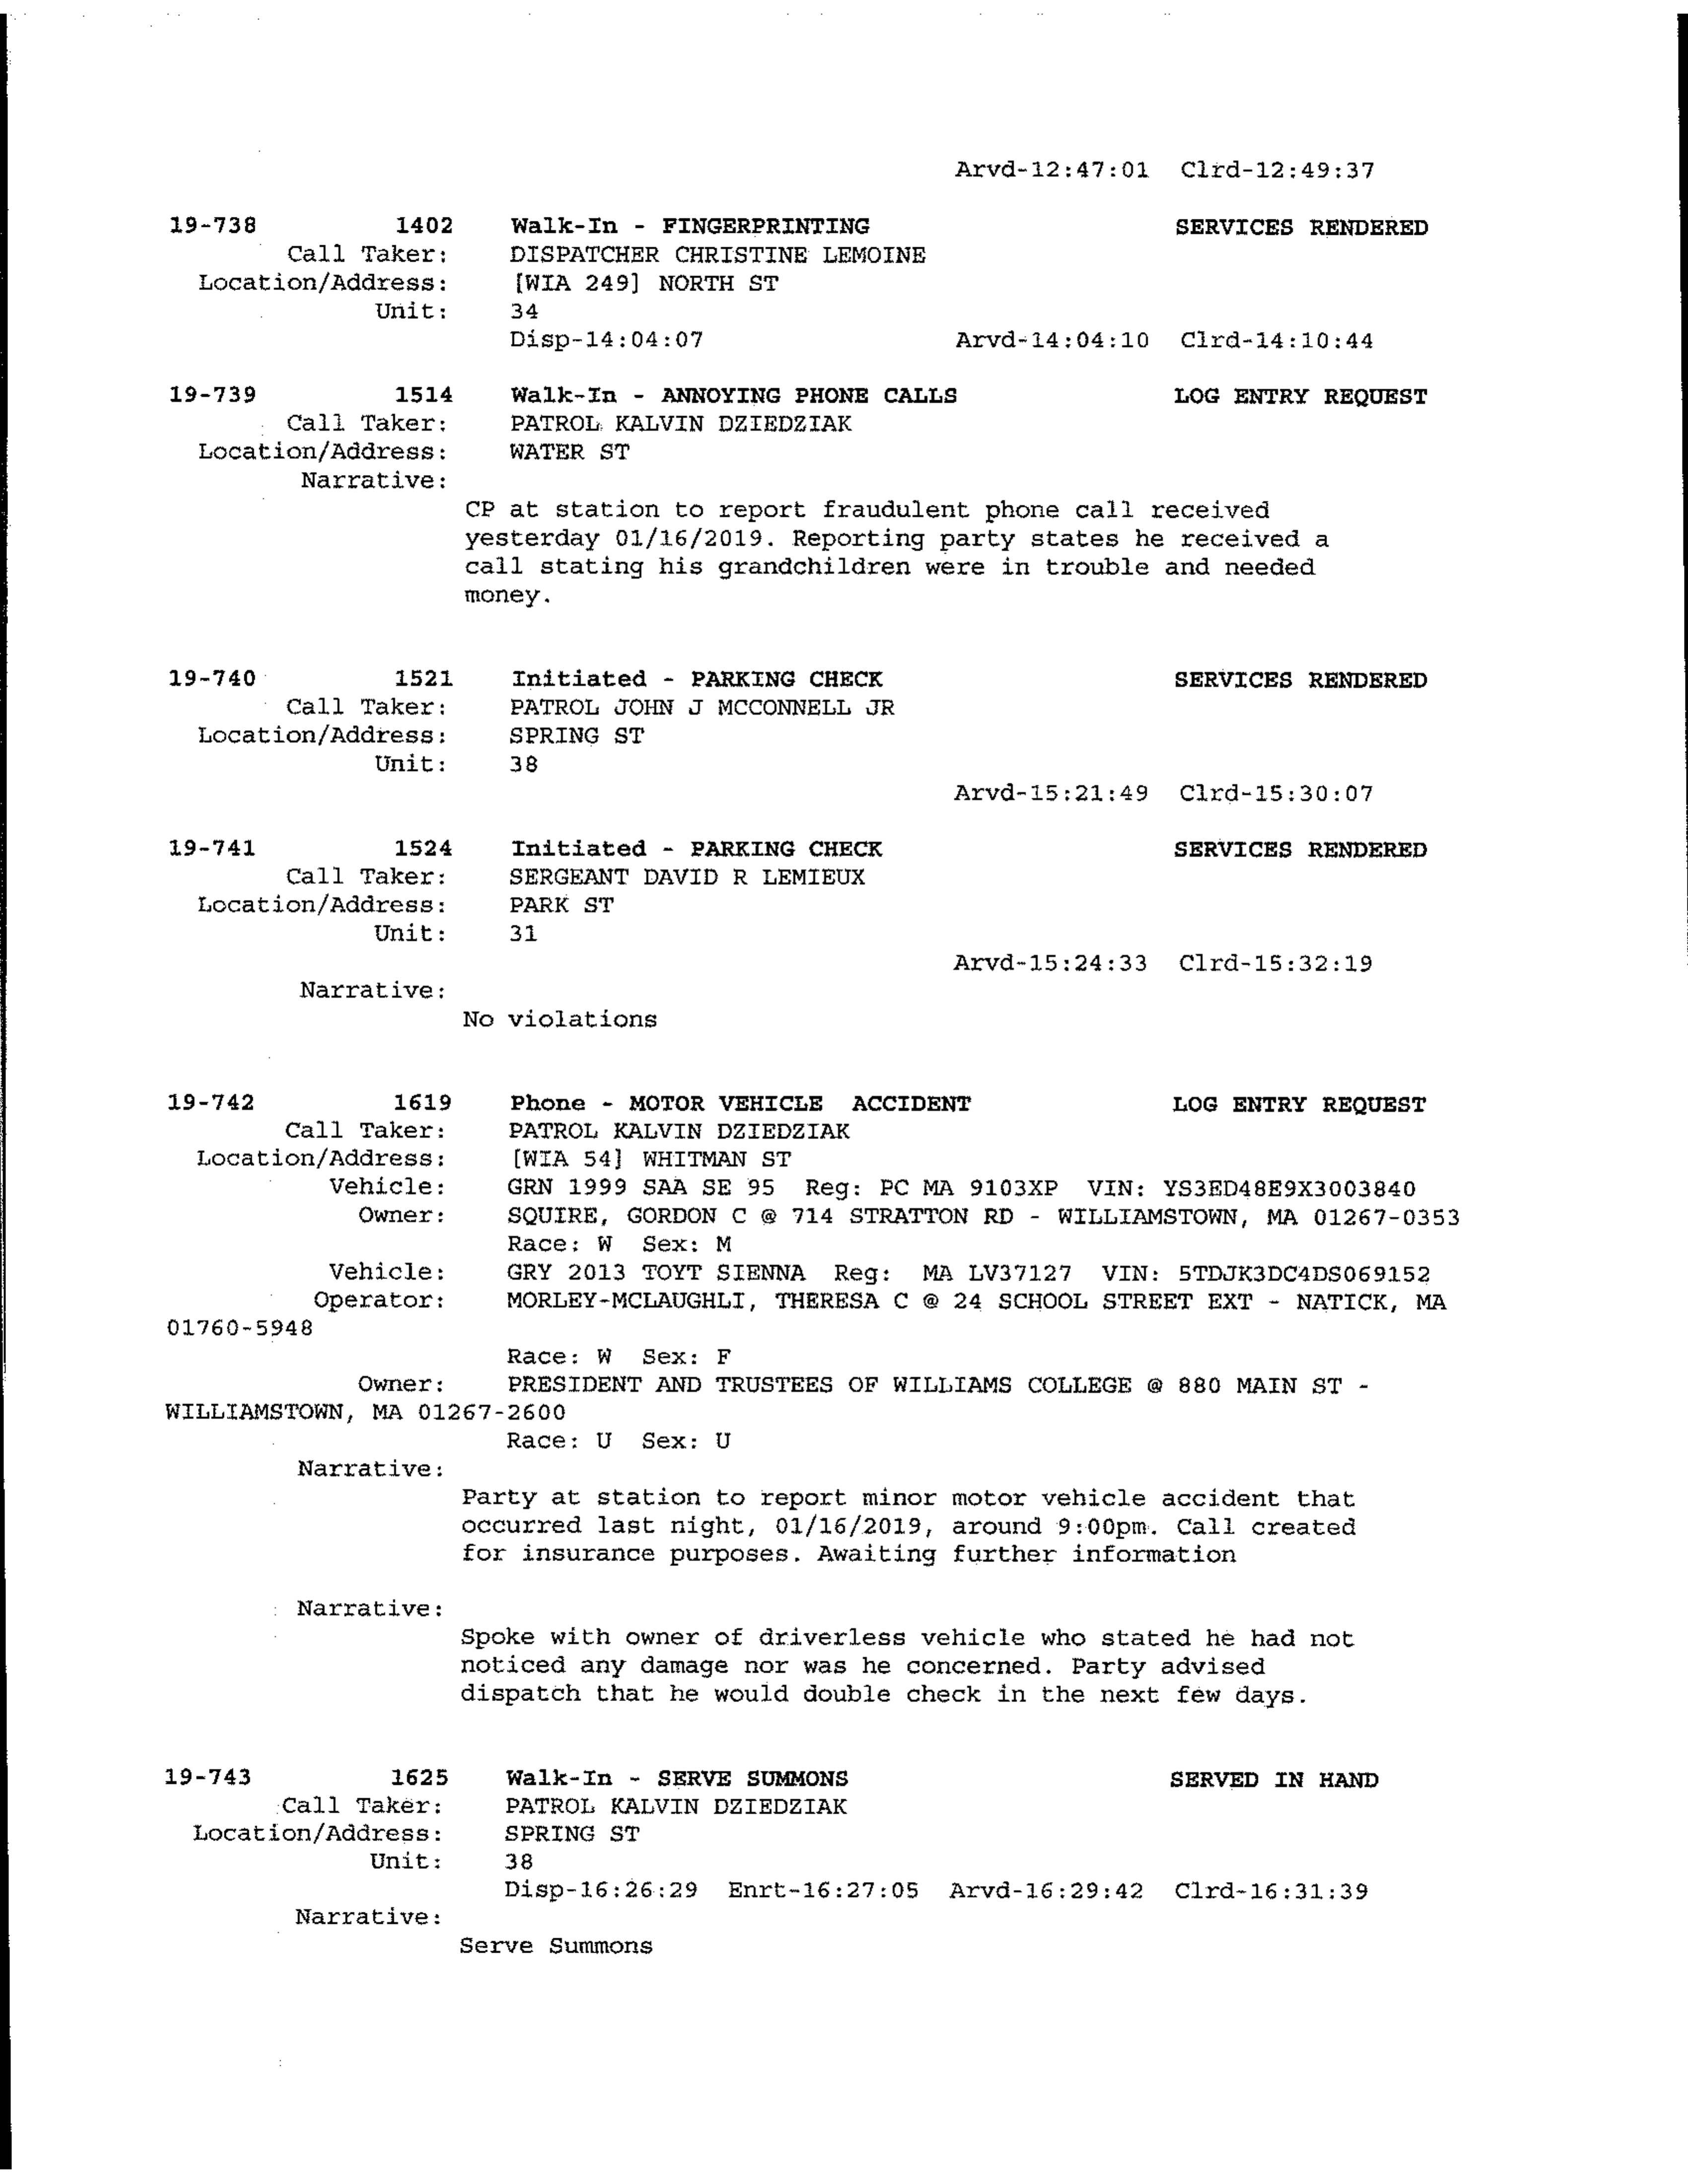 Arvd-12:47:01 Clrd-12:49:37
19-738 1402 Walk-In - FINGERPRINTING SERVICES RENDERED
Call Taker: DISPATCHER CHRISTINE LEMOINE
Location/Address: [WIA 249] NORTH ST
Unit: 34
Disp-14:04:07 Arvd-14:04:10 Clrd-14:10:44
19-739 1514 Walk-In - ANNOYING PHONE CALLS LOG ENTRY REQUEST
Call Taker: PATROL KALVIN DZIEDZIAK
Location/Address: WATER ST
Narrative:
CP at station to report fraudulent phone call received
yesterday 01/16/2019. Reporting party states he received a
call stating his grandchildren were in trouble and needed
money.
19-740 1521 Initiated - PARKING CHECK SERVICES RENDERED
Call Taker: PATROL JOHN J MCCONNELL JR
Location/Address: SPRING ST
Unit: 38
Arvd-15:21:49 Clrd-15:30:07
19-741 1524 Initiated - PARKING CHECK SERVICES RENDERED
Call Taker: SERGEANT DAVID R LEMIEUX
Location/Address: PARK ST
Unit: 31
Arvd-15:24:33 Clrd-15:32:19
Narrative:
No violations
19-742 1619 Phone - MOTOR VEHICLE ACCIDENT LOG ENTRY REQUEST
Call Taker: PATROL KALVIN DZIEDZIAK
Location/Address: [WIA 54] WHITMAN ST
Vehicle: GRN 1999 SAA SE 95 Reg: PC MA 9103XP VIN: YS3ED48E9X3003840
Owner: SQUIRE, GORDON C @ 714 STRATTON RD - WILLIAMSTOWN, MA 01267-0353
Race: W Sex: M
Vehicle: GRY 2013 TOYT SIENNA Reg: MA LV37127 VIN: 5TDJK3DC4DS069152
Operator: MORLEY-MCLAUGHLI, THERESA C @ 24 SCHOOL STREET EXT - NATICK, MA
01760-5948
Race: W Sex: F
Owner: PRESIDENT AND TRUSTEES OF WILLIAMS COLLEGE @ 880 MAIN ST -
WILLIAMSTOWN, MA 01267-2600
Race: U Sex: U
Narrative:
Party at station to report minor motor vehicle accident that
occurred last night, 01/16/2019, around 9:00pm. Call created
for insurance purposes. Awaiting further information
Narrative:
Spoke with owner of driverless vehicle who stated he had not
noticed any damage nor was he concerned. Party advised
dispatch that he would double check in the next few days.
19-743 1625 Walk-In - SERVE SUMMONS SERVED IN HAND
Call Taker: PATROL KALVIN DZIEDZIAK
Location/Address: SPRING ST
Unit: 38
Disp-16:26:29 Enrt-16:27:05 Arvd-16:29:42 Clrd-16:31:39
Narrative:
Serve Summons